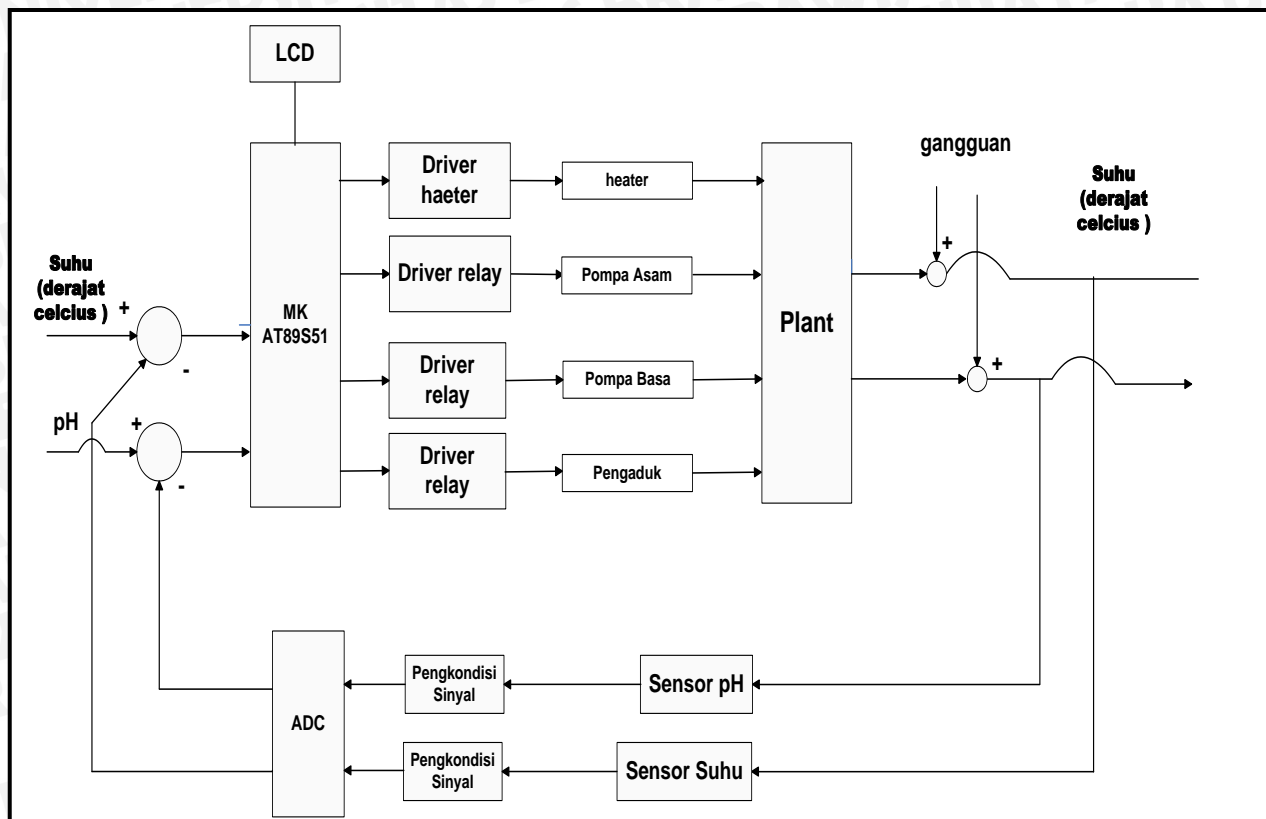 LCD
gangguan
Suhu
(derajat
celcius )
Driver
haeter
heater
+
Driver relay
Pompa Asam
Suhu
(derajat
celcius )
+
MK
AT89S51
Plant
-
Driver
relay
Pompa Basa
+
pH
+
-
Driver
relay
Pengaduk
ADC
Pengkondisi
Sinyal
Sensor pH
Pengkondisi
Sinyal
Sensor Suhu